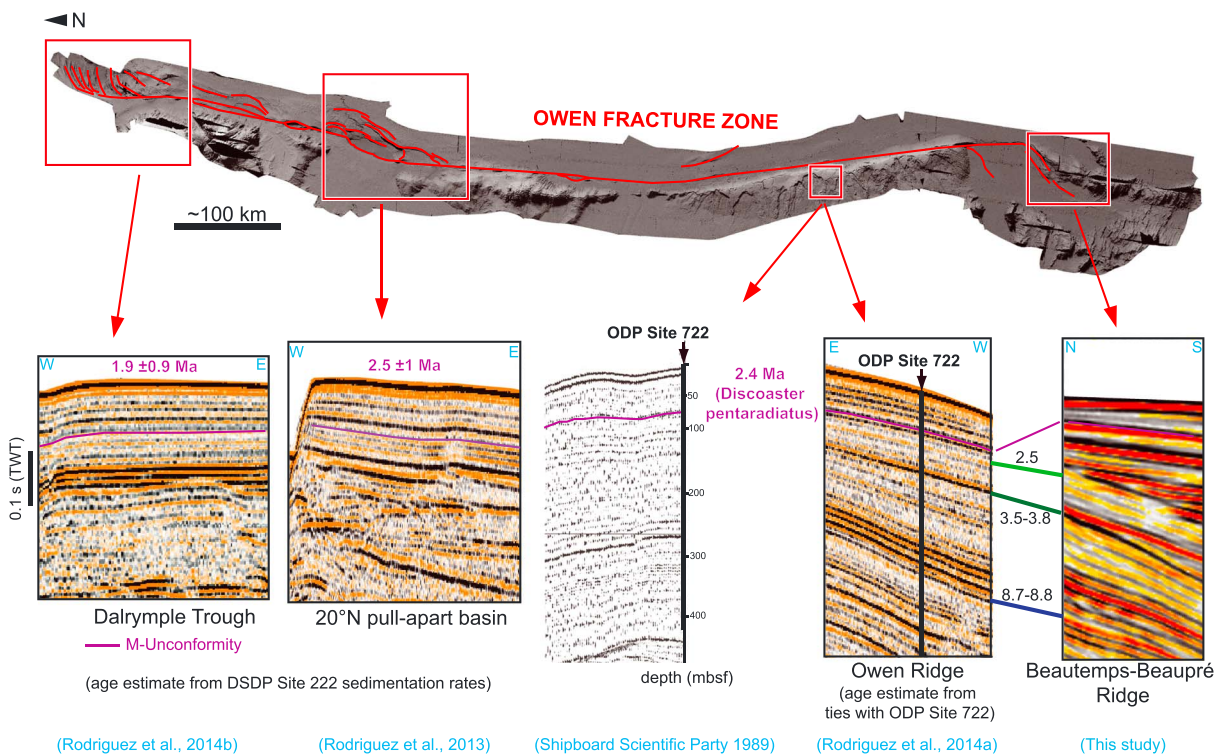 N
OWEN FRACTURE ZONE
~100 km
ODP Site 722
W
E
1.9 ±0.9 Ma
W
E
2.5 ±1 Ma
2.4 Ma
(Discoaster
pentaradiatus)
E
W
ODP Site 722
N
S
50
100
200
300
400
0.1 s (TWT)
2.5
3.5-3.8
8.7-8.8
Dalrymple Trough
20°N pull-apart basin
M-Unconformity
(age estimate from DSDP Site 222 sedimentation rates)
depth (mbsf)
Owen Ridge
(age estimate from
ties with ODP Site 722)
Beautemps-Beaupré
Ridge
(Rodriguez et al., 2014b)
(Rodriguez et al., 2013)
(Shipboard Scientific Party 1989)
(Rodriguez et al., 2014a)
(This study)